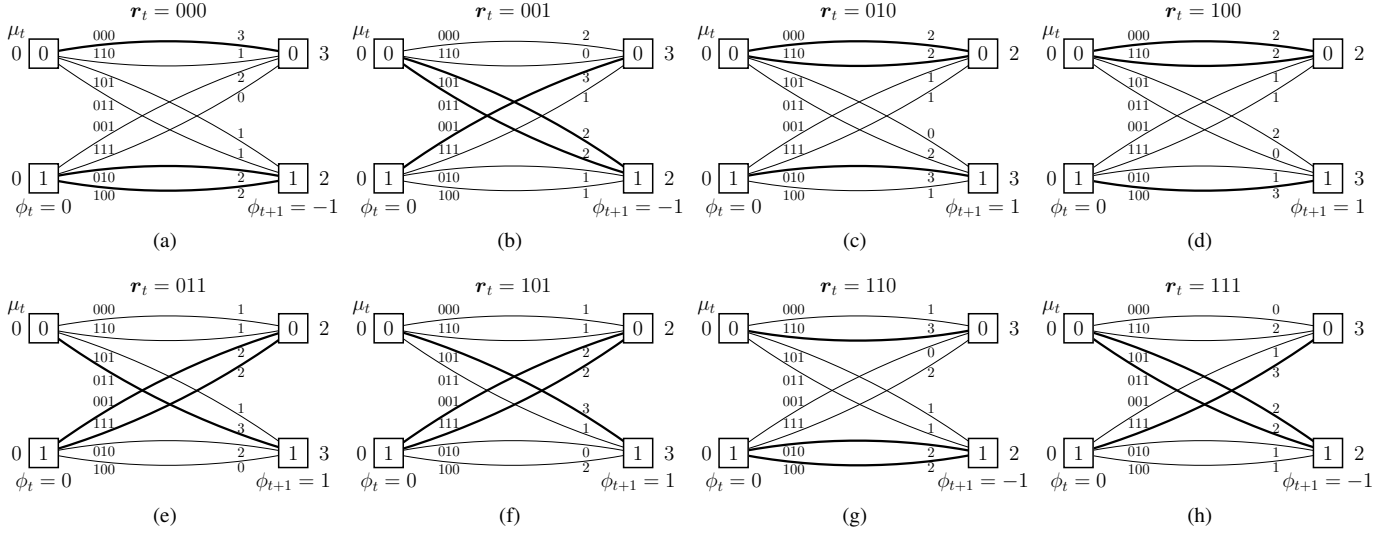 r_t = 000
μ_t
0 0 000 3 0 3
110 1
101 2
011 0
001 1
111 1
0 1 010 2 1 2
100 2
ϕ_t = 0 ϕ_{t+1} = −1
(a)
r_t = 001
μ_t
0 0 000 2 0 3
110 0
101 3
011 1
001 2
111 2
0 1 010 1 1 2
100 1
ϕ_t = 0 ϕ_{t+1} = −1
(b)
r_t = 010
μ_t
0 0 000 2 0 2
110 2
101 1
011 1
001 0
111 2
0 1 010 3 1 3
100 1
ϕ_t = 0 ϕ_{t+1} = 1
(c)
r_t = 100
μ_t
0 0 000 2 0 2
110 2
101 1
011 1
001 2
111 0
0 1 010 1 1 3
100 3
ϕ_t = 0 ϕ_{t+1} = 1
(d)
r_t = 011
μ_t
0 0 000 1 0 2
110 1
101 2
011 2
001 1
111 3
0 1 010 2 1 3
100 0
ϕ_t = 0 ϕ_{t+1} = 1
(e)
r_t = 101
μ_t
0 0 000 1 0 2
110 1
101 2
011 2
001 3
111 1
0 1 010 0 1 3
100 2
ϕ_t = 0 ϕ_{t+1} = 1
(f)
r_t = 110
μ_t
0 0 000 1 0 3
110 3
101 0
011 2
001 1
111 1
0 1 010 2 1 2
100 2
ϕ_t = 0 ϕ_{t+1} = −1
(g)
r_t = 111
μ_t
0 0 000 0 0 3
110 2
101 1
011 3
001 2
111 2
0 1 010 1 1 2
100 1
ϕ_t = 0 ϕ_{t+1} = −1
(h)